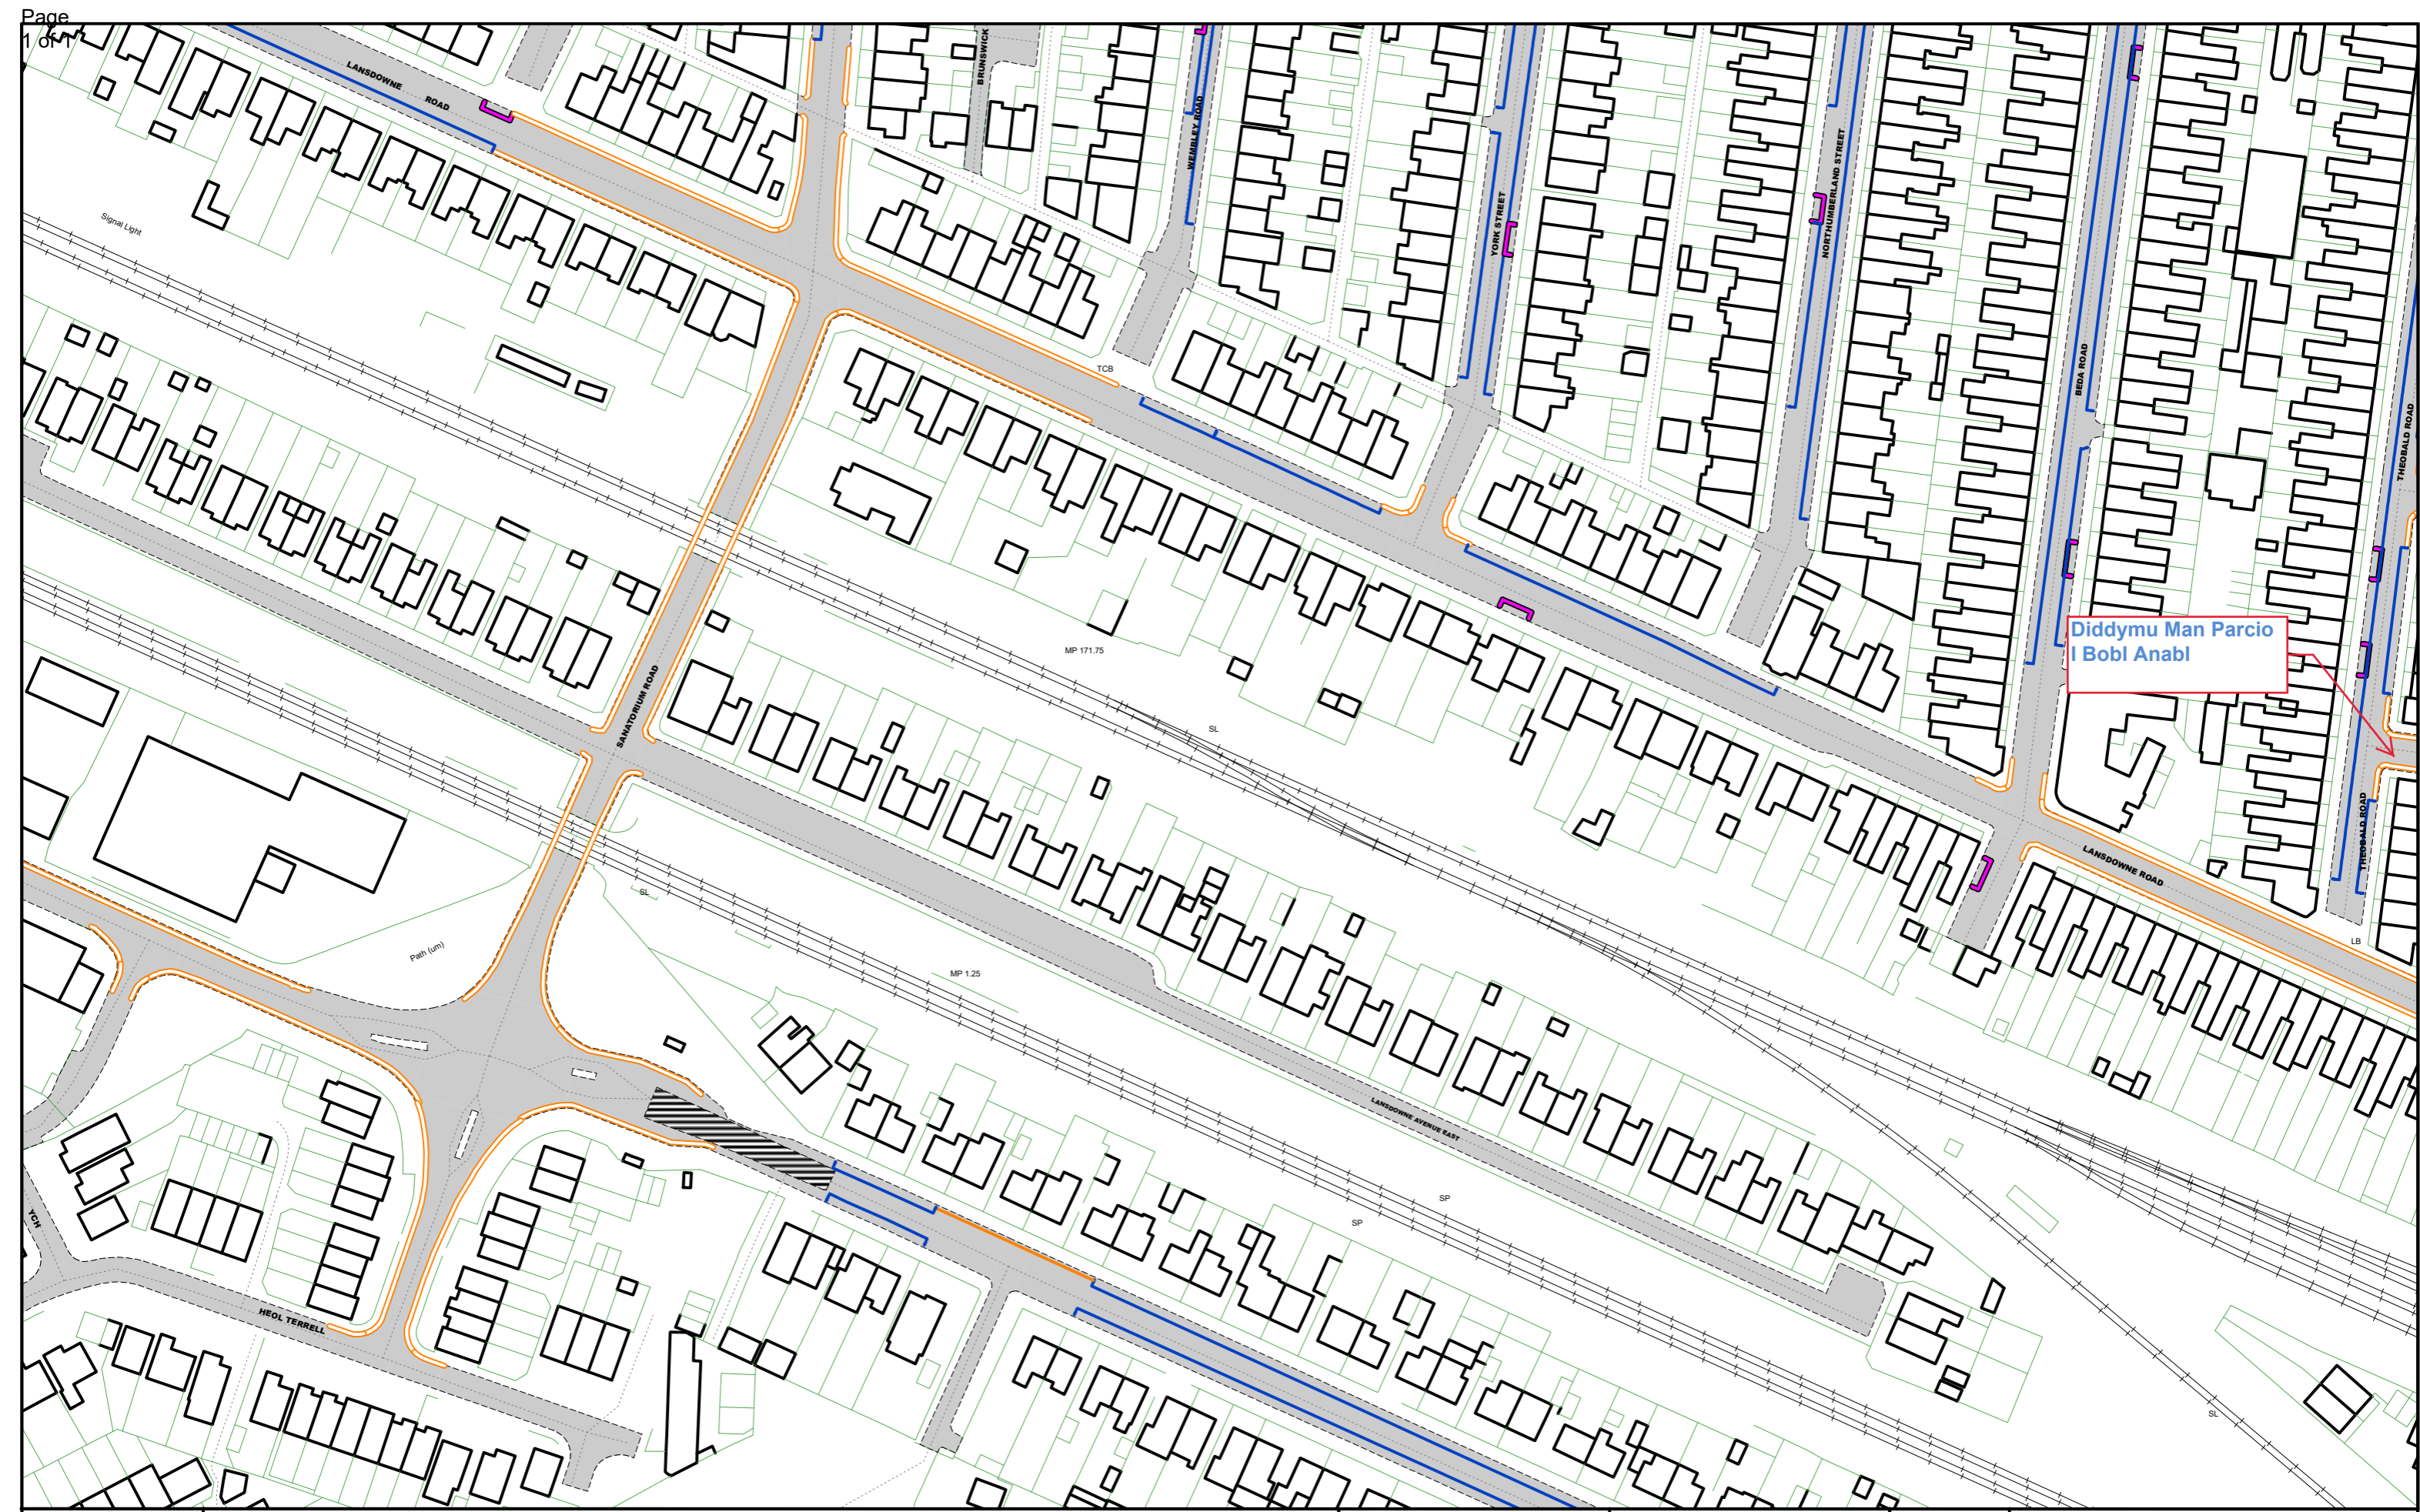 Page
1 of 1
LANSDOWNE ROAD
BRUNSWICK
WEMBLEY ROAD
YORK STREET
NORTHUMBERLAND STREET
BEDA ROAD
THEOBALD ROAD
Signal Light
TCB
Diddymu Man Parcio
I Bobl Anabl
MP 171.75
SL
SANATORIUM ROAD
THEOBALD ROAD
LANSDOWNE ROAD
LB
SL
Path (um)
MP 1.25
LANSDOWNE AVENUE EAST
SP
SP
YCH
HEOL TERRELL
SL